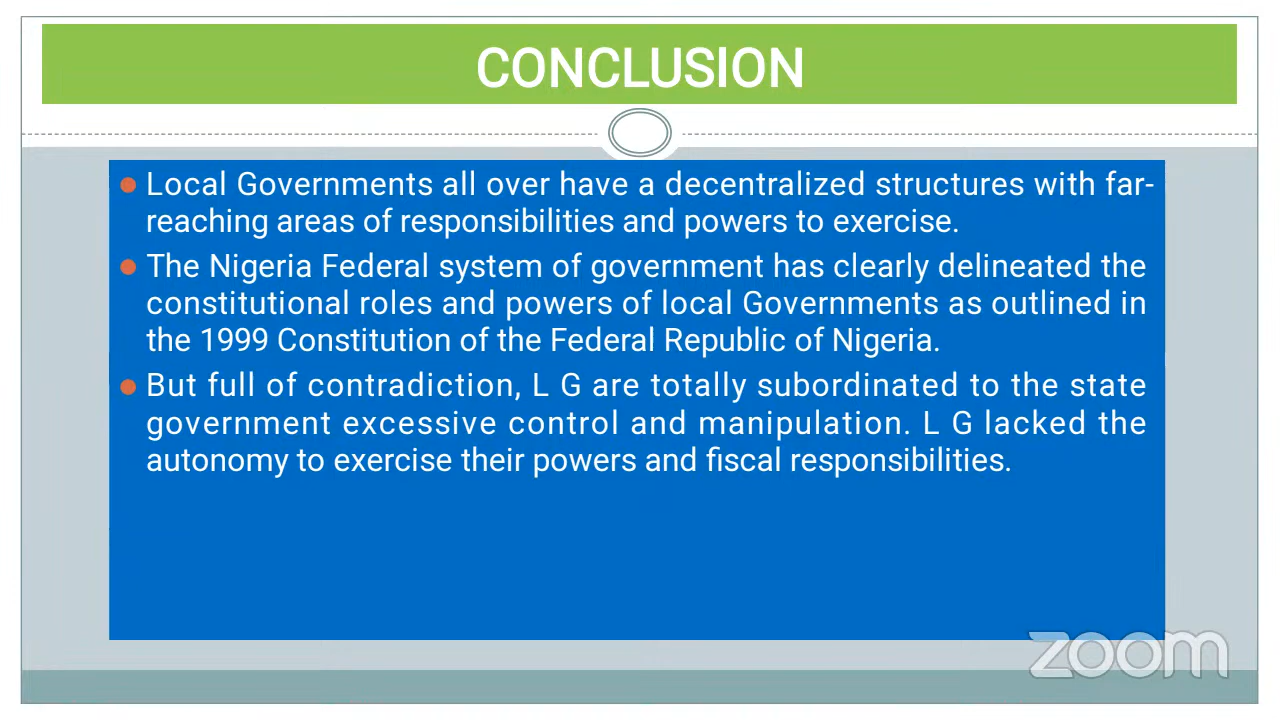 CONCLUSION
Local Governments all over have a decentralized structures with far-
reaching areas of responsibilities and powers to exercise.
The Nigeria Federal system of government has clearly delineated the
constitutional roles and powers of local Governments as outlined in
the 1999 Constitution of the Federal Republic of Nigeria.
But full of contradiction, L G are totally subordinated to the state
government excessive control and manipulation. L G lacked the
autonomy to exercise their powers and fiscal responsibilities.
zoom